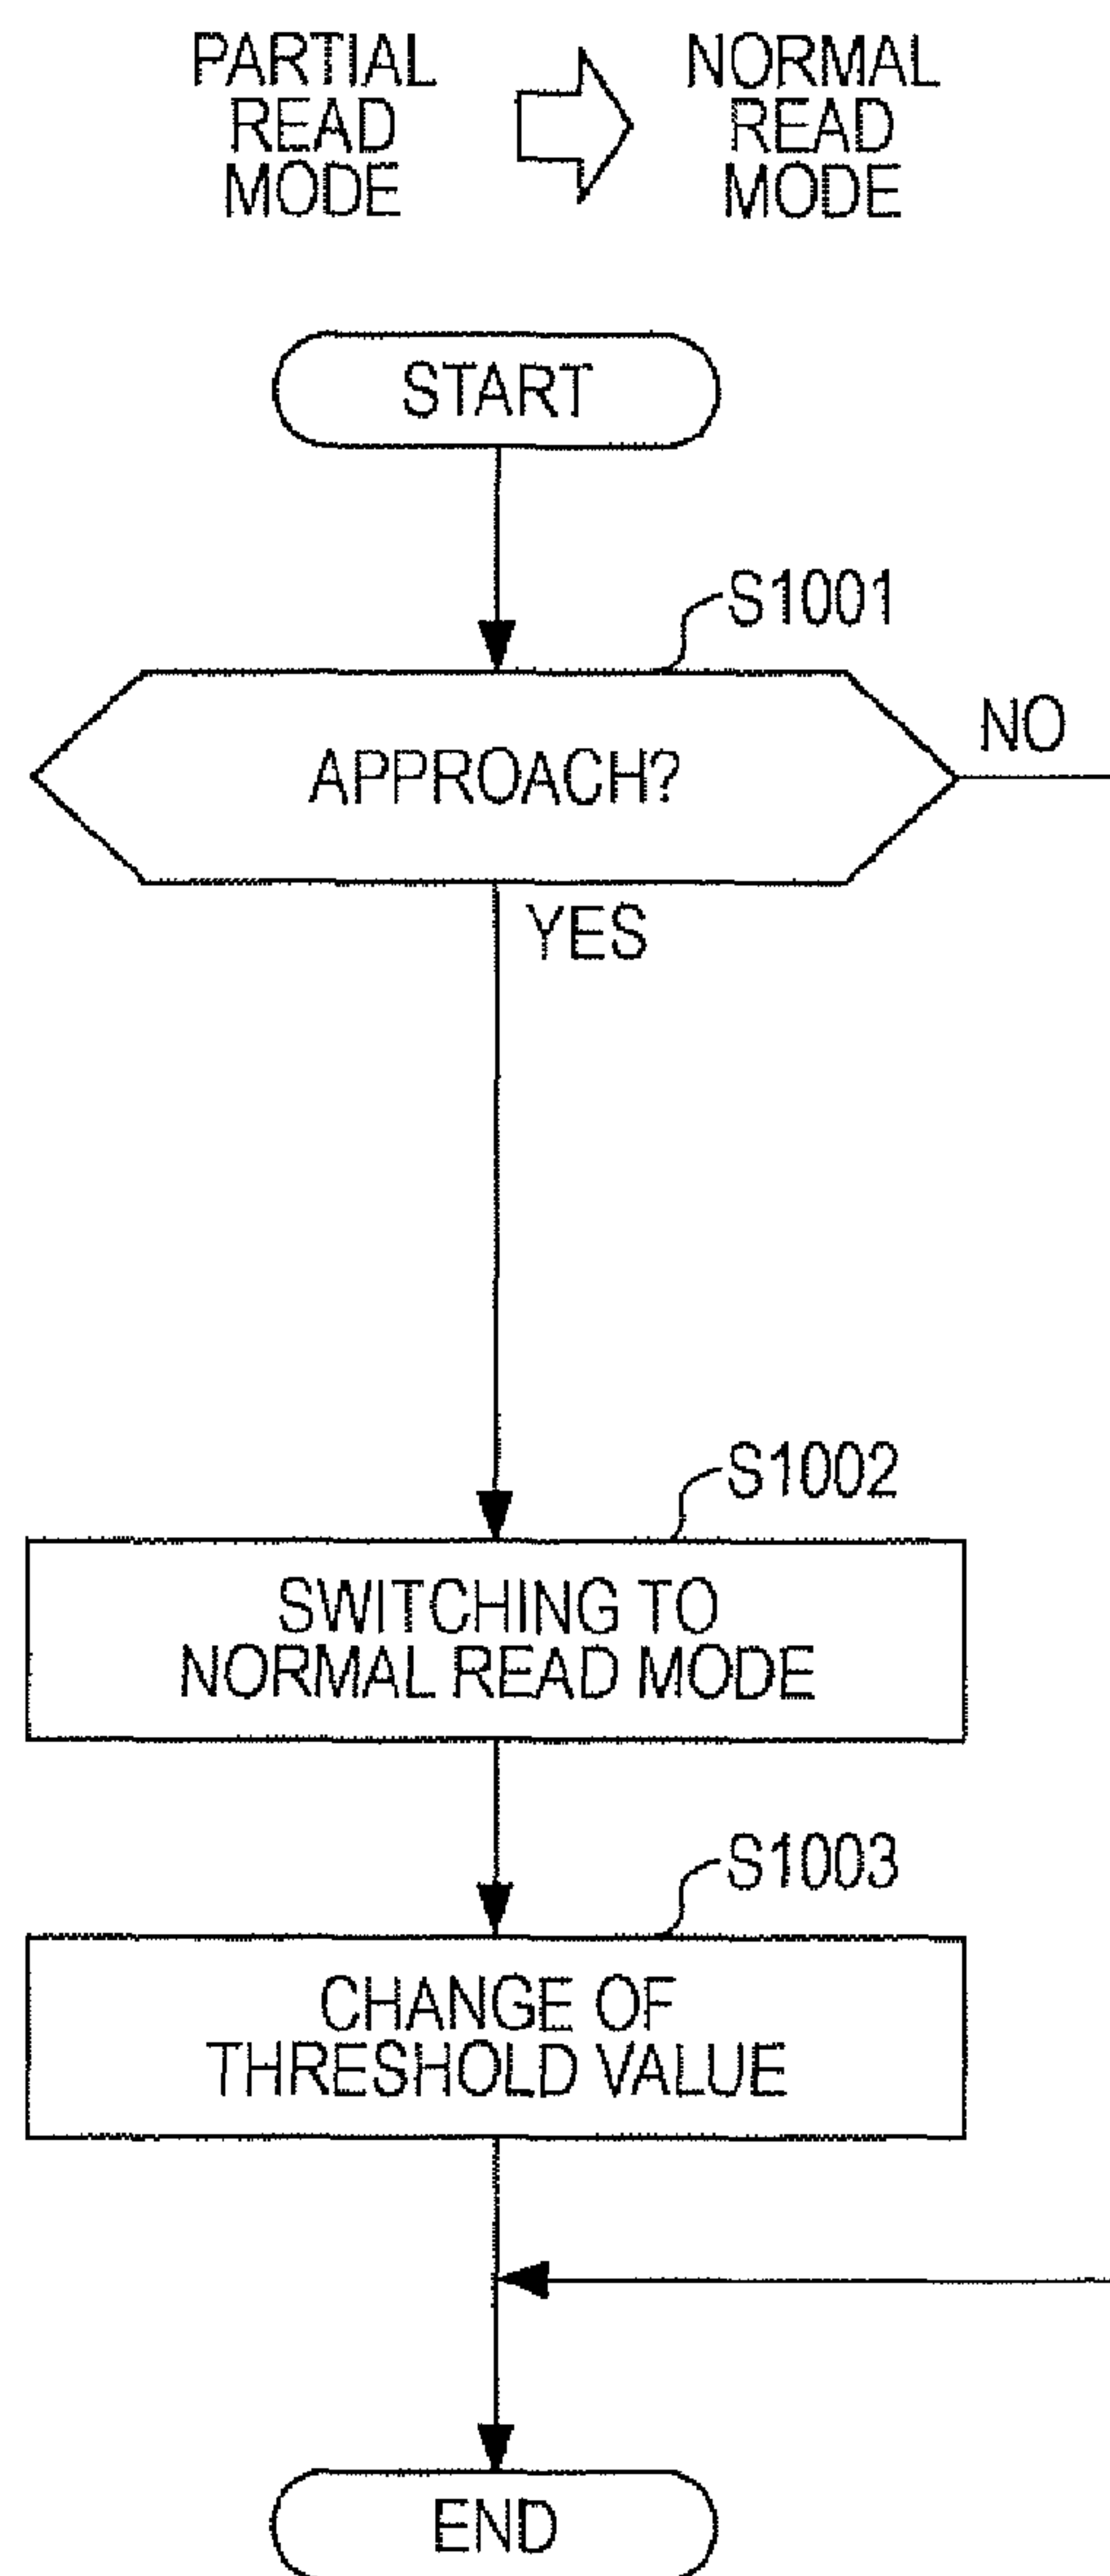 PARTIAL
READ
MODE
NORMAL
READ
MODE
START
S1001
APPROACH?
NO
YES
S1002
SWITCHING TO
NORMAL READ MODE
S1003
CHANGE OF
THRESHOLD VALUE
END